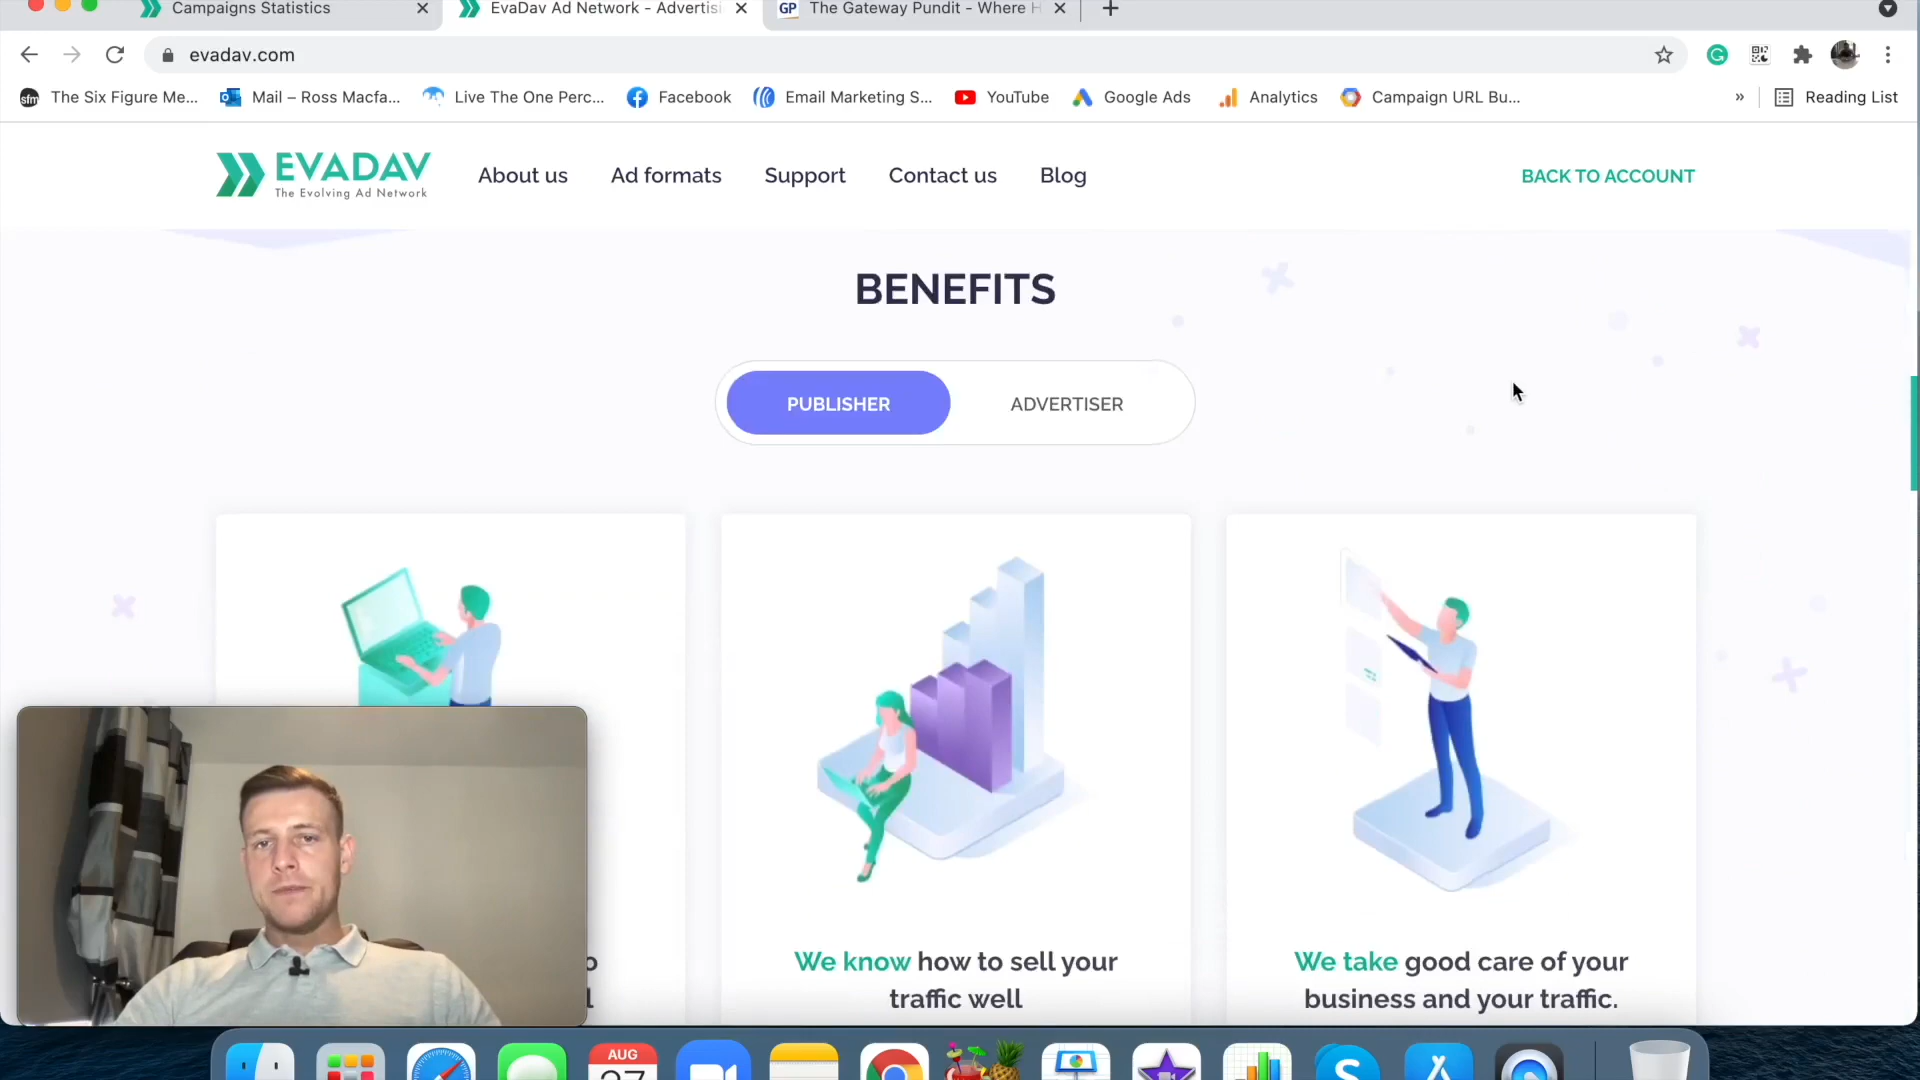 Campaigns Statistics
EvaDav Ad Network - Advertisi
GP
The Gateway Pundit - Where H
evadav.com
sfm
The Six Figure Me...
Mail – Ross Macfa...
Live The One Perc...
Facebook
Email Marketing S...
YouTube
Google Ads
Analytics
Campaign URL Bu...
»
Reading List
EVADAV
The Evolving Ad Network
About us
Ad formats
Support
Contact us
Blog
BACK TO ACCOUNT
BENEFITS
PUBLISHER
ADVERTISER
We know how to sell your
traffic well
We take good care of your
business and your traffic.
AUG